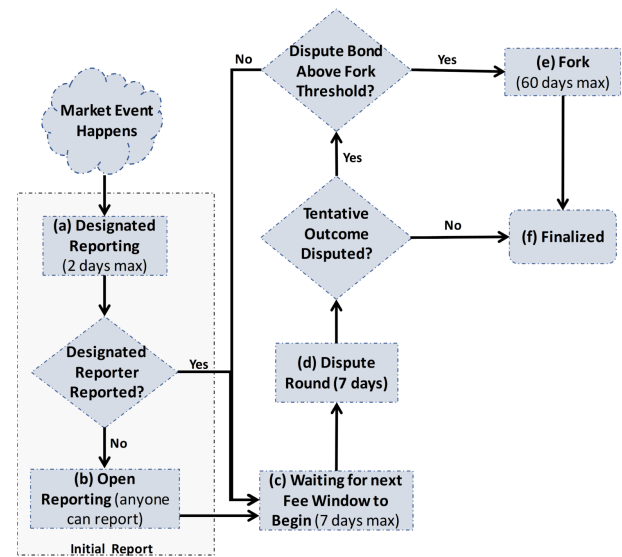 Market Event
Happens
(a) Designated
Reporting
(2 days max)
Designated
Reporter
Reported?
Yes
No
(b) Open
Reporting (anyone
can report)
Initial Report
(c) Waiting for next
Fee Window to
Begin (7 days max)
(d) Dispute
Round (7 days)
Tentative
Outcome
Disputed?
No
Yes
Dispute Bond
Above Fork
Threshold?
No
Yes
(e) Fork
(60 days max)
(f) Finalized